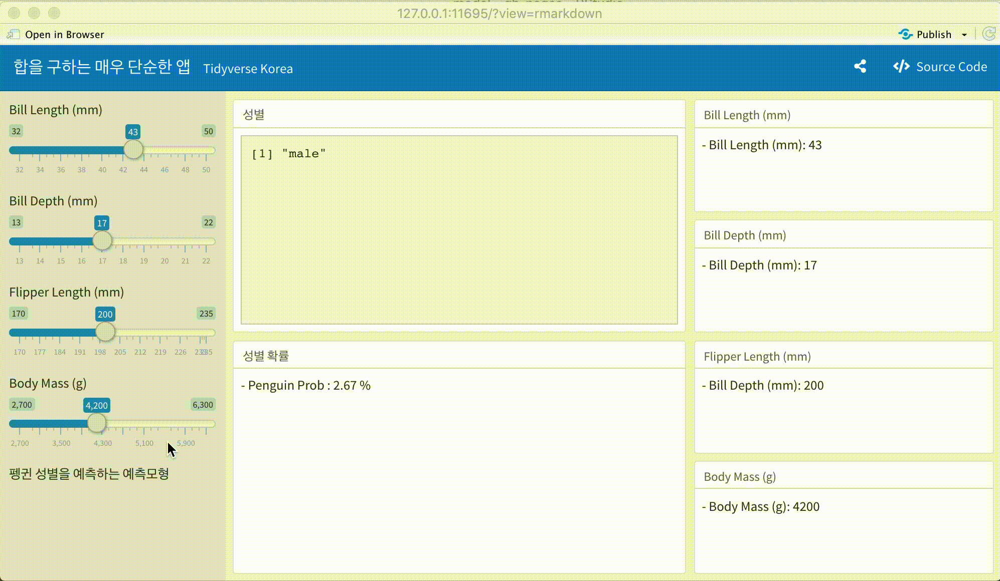 127.0.0.1:11695/?view=rmarkdown
Open in Browser
Publish
합을 구하는 매우 단순한 앱 Tidyverse Korea
Source Code
Bill Length (mm)
32 43 50
32 34 36 38 40 42 44 46 48 50
Bill Depth (mm)
13 17 22
13 14 15 16 17 18 19 20 21 22
Flipper Length (mm)
170 200 235
170 177 184 191 198 205 212 219 226 233 235
Body Mass (g)
2,700 4,200 6,300
2,700 3,500 4,300 5,100 5,900
펭귄 성별을 예측하는 예측모형
성별
[1] "male"
성별 확률
- Penguin Prob : 2.67 %
Bill Length (mm)
- Bill Length (mm): 43
Bill Depth (mm)
- Bill Depth (mm): 17
Flipper Length (mm)
- Bill Depth (mm): 200
Body Mass (g)
- Body Mass (g): 4200